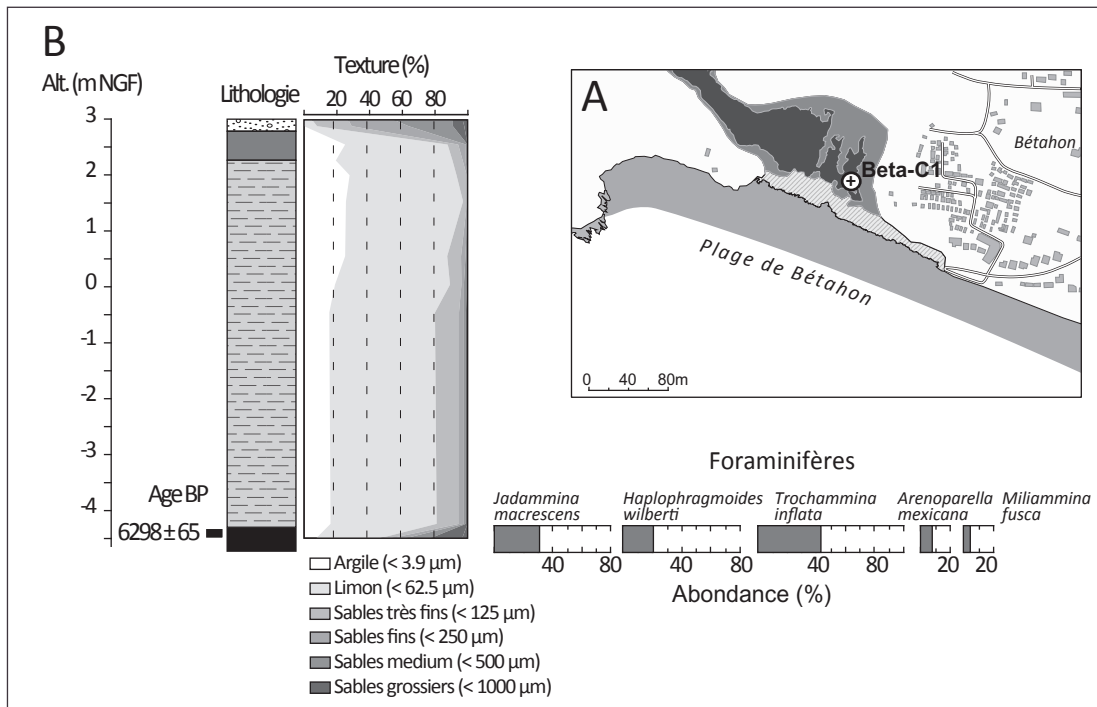 B
Alt. (m NGF)
Lithologie
Texture (%)
20 40 60 80
3
2
1
0
-1
-2
-3
-4
Age BP
6298 ± 65
Argile (< 3.9 µm)
Limon (< 62.5 µm)
Sables très fins (< 125 µm)
Sables fins (< 250 µm)
Sables medium (< 500 µm)
Sables grossiers (< 1000 µm)
A
Bétahon
Beta-C1
Plage de Bétahon
0 40 80m
Foraminifères
Jadammina
macrescens
Haplophragmoides
wilberti
Trochammina
inflata
Arenoparella
mexicana
Miliammina
fusca
40 80
40 80
40 80
20
20
Abondance (%)